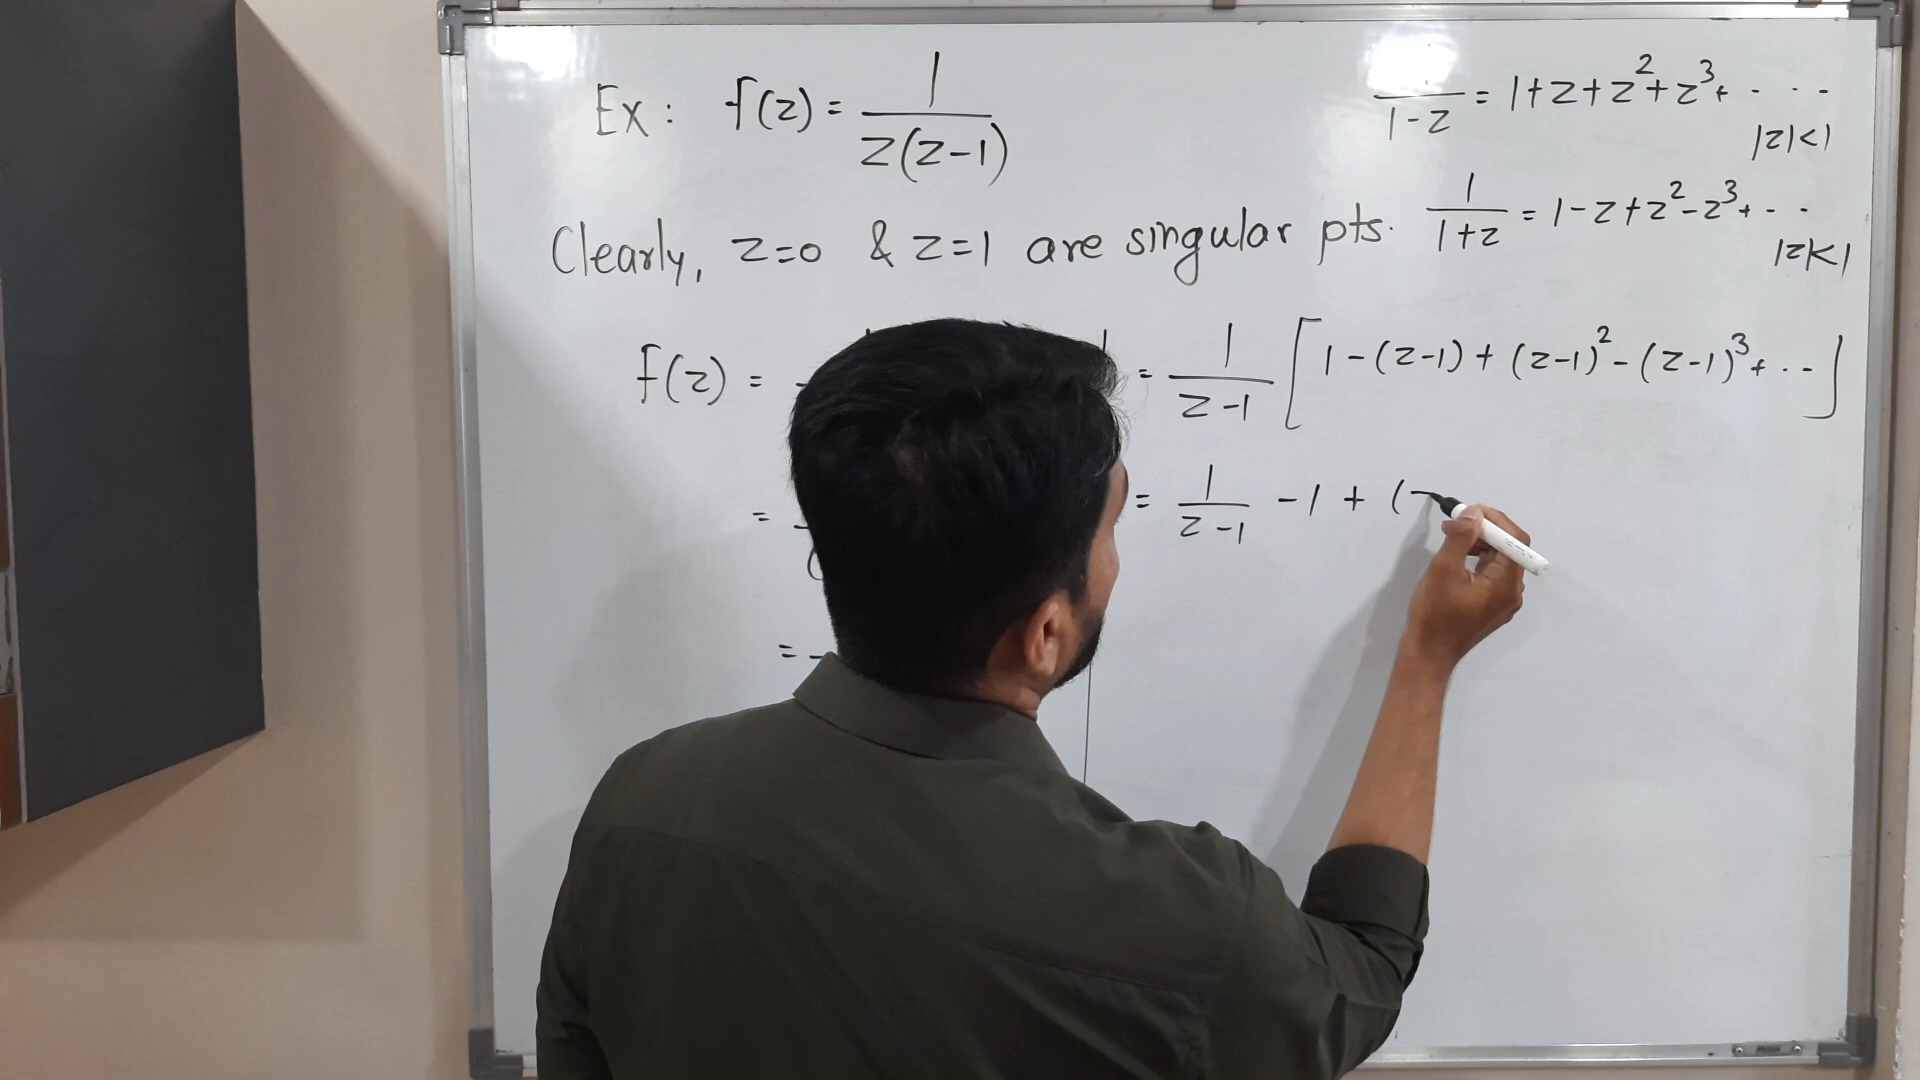 Ex: f(z) = 1/(z(z-1))
1-z = 1+z+z²+z³+ ...
|z|<1
Clearly, z=0 & z=1 are singular pts.
1/(1+z) = 1-z+z²-z³+ ..
|z|<1
f(z) =
= 1/(z-1) [1-(z-1)+(z-1)²-(z-1)³+ ..]
=
= 1/(z-1) -1 + (
=